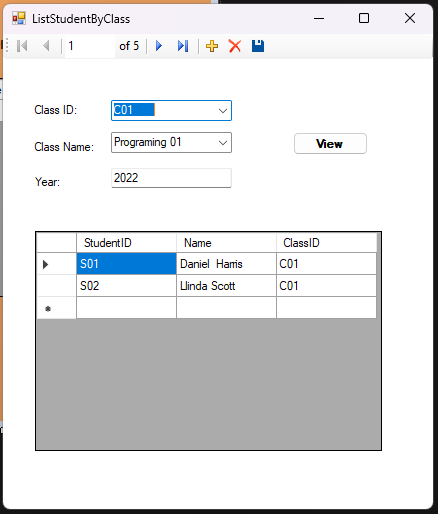 ListStudentByClass
1 of 5
Class ID: C01
Class Name: Programing 01 View
Year: 2022
StudentID Name ClassID
S01 Daniel Harris C01
S02 Llinda Scott C01